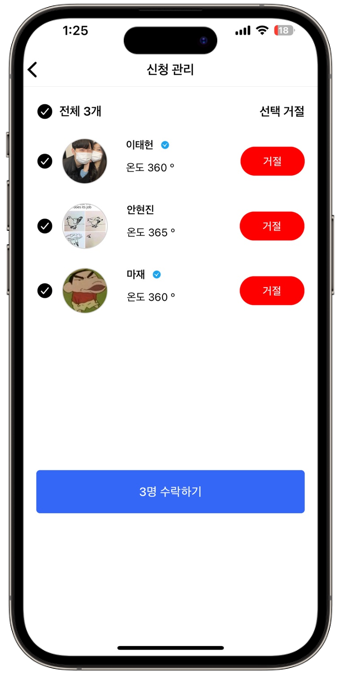 1:25
18
신청 관리
전체 3개
선택 거절
이태헌
온도 360 °
거절
안현진
온도 365 °
거절
마재
온도 360 °
거절
3명 수락하기